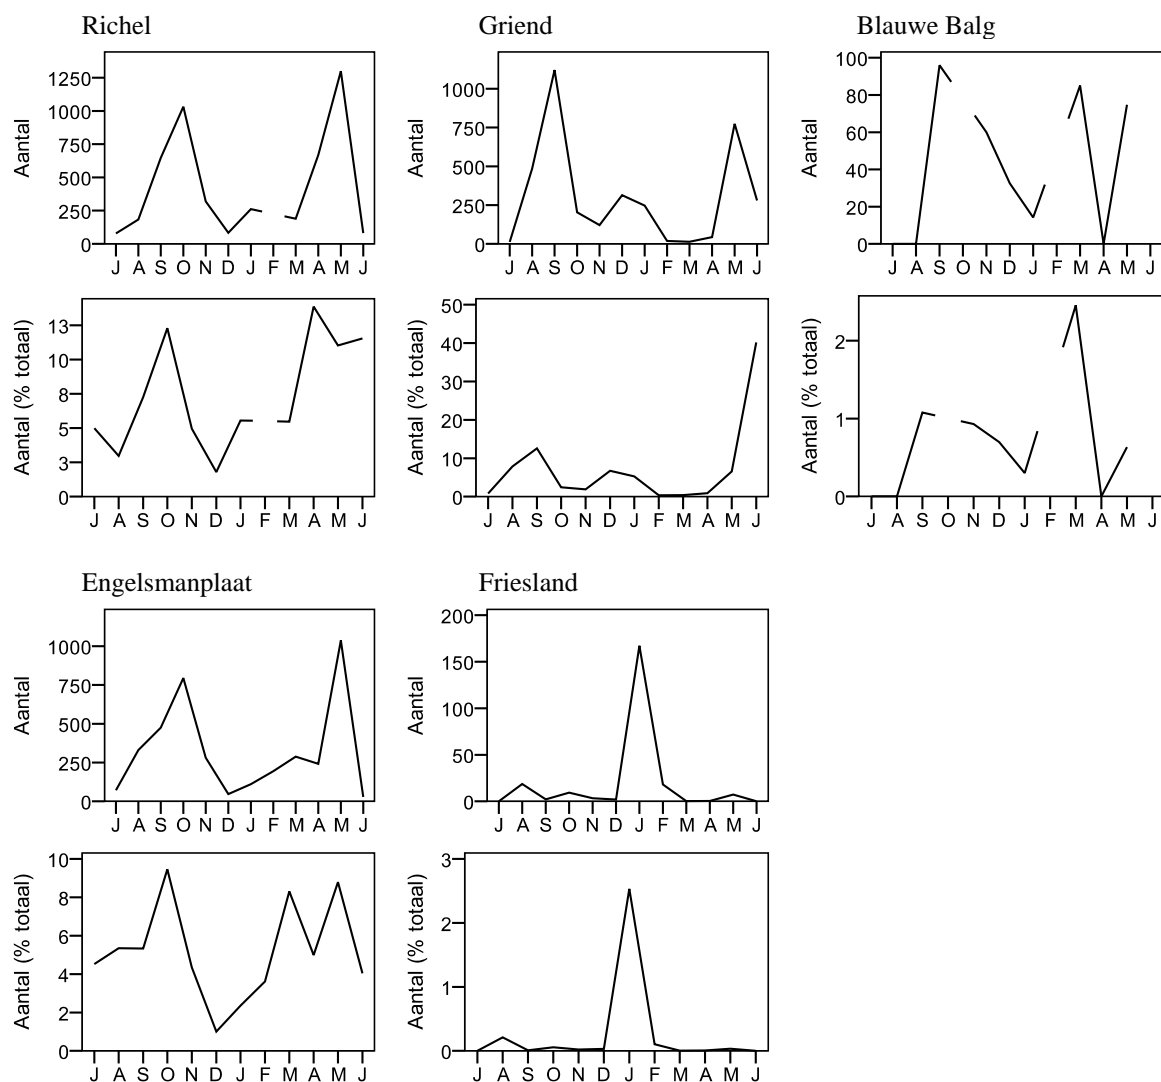 Richel
Aantal
1250
1000
750
500
250
0
J A S O N D J F M A M J
Aantal (% totaal)
13
10
8
5
3
0
J A S O N D J F M A M J
Griend
Aantal
1000
750
500
250
0
J A S O N D J F M A M J
Aantal (% totaal)
50
40
30
20
10
0
J A S O N D J F M A M J
Blauwe Balg
Aantal
100
80
60
40
20
0
J A S O N D J F M A M J
Aantal (% totaal)
2
1
0
J A S O N D J F M A M J
Engelsmanplaat
Aantal
1000
750
500
250
0
J A S O N D J F M A M J
Aantal (% totaal)
10
8
6
4
2
0
J A S O N D J F M A M J
Friesland
Aantal
200
150
100
50
0
J A S O N D J F M A M J
Aantal (% totaal)
3
2
1
0
J A S O N D J F M A M J